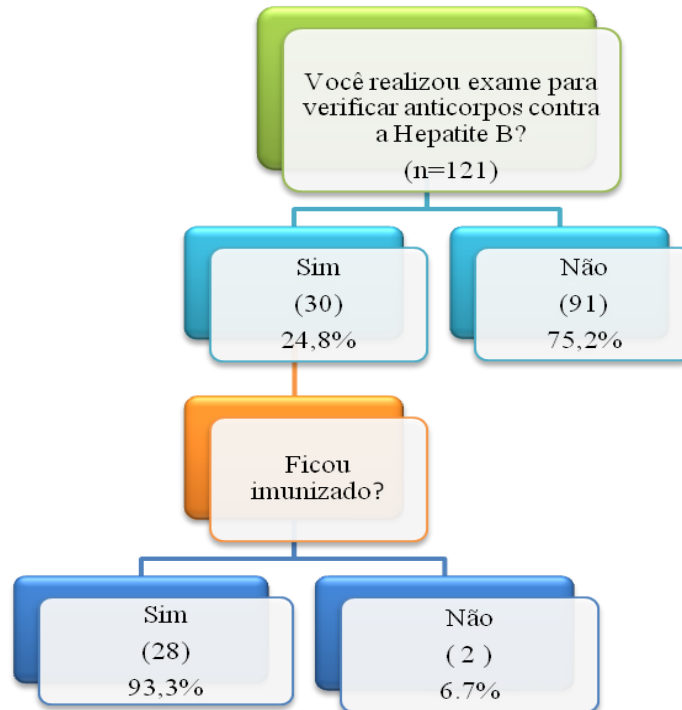 Você realizou exame para
verificar anticorpos contra
a Hepatite B?
(n=121)
Sim
(30)
24,8%
Não
(91)
75,2%
Ficou
imunizado?
Sim
(28)
93,3%
Não
( 2 )
6.7%